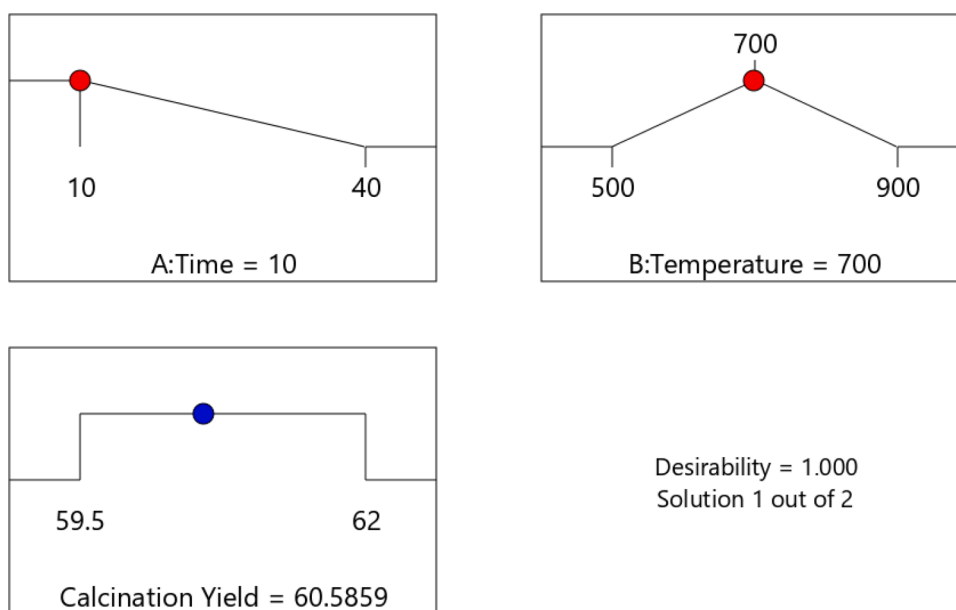 10
40
A:Time = 10
700
500
900
B:Temperature = 700
59.5
62
Calcination Yield = 60.5859
Desirability = 1.000
Solution 1 out of 2